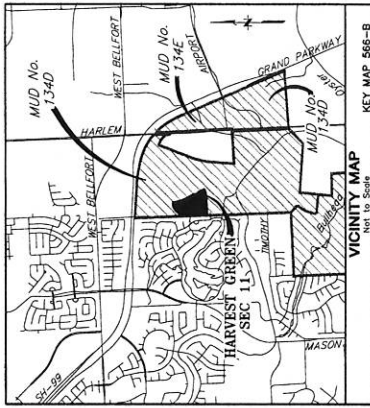 WEST BELLFORT
MUD No.
134E
AIRPORT
MUD No.
134D
GRAND PARKWAY
HARLEM
WEST BELLFORT
Oyster
MUD No.
134D
SH-99
HARVEST GREEN
SEC 11
TIMOTHY
Bullhead
MASON
VICINITY MAP
Not to Scale
KEY MAP 566-B